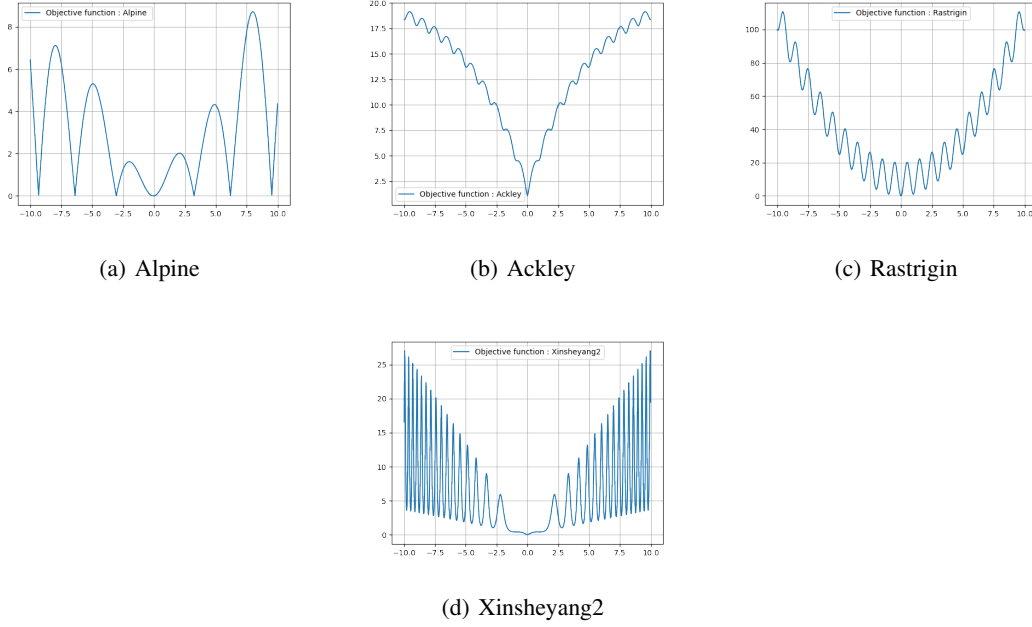 Objective function : Alpine
8
6
4
2
0
−10.0 −7.5 −5.0 −2.5 0.0 2.5 5.0 7.5 10.0
(a) Alpine
20.0
17.5
15.0
12.5
10.0
7.5
5.0
2.5
Objective function : Ackley
−10.0 −7.5 −5.0 −2.5 0.0 2.5 5.0 7.5 10.0
(b) Ackley
Objective function : Rastrigin
100
80
60
40
20
0
−10.0 −7.5 −5.0 −2.5 0.0 2.5 5.0 7.5 10.0
(c) Rastrigin
Objective function : Xinsheyang2
25
20
15
10
5
0
−10.0 −7.5 −5.0 −2.5 0.0 2.5 5.0 7.5 10.0
(d) Xinsheyang2